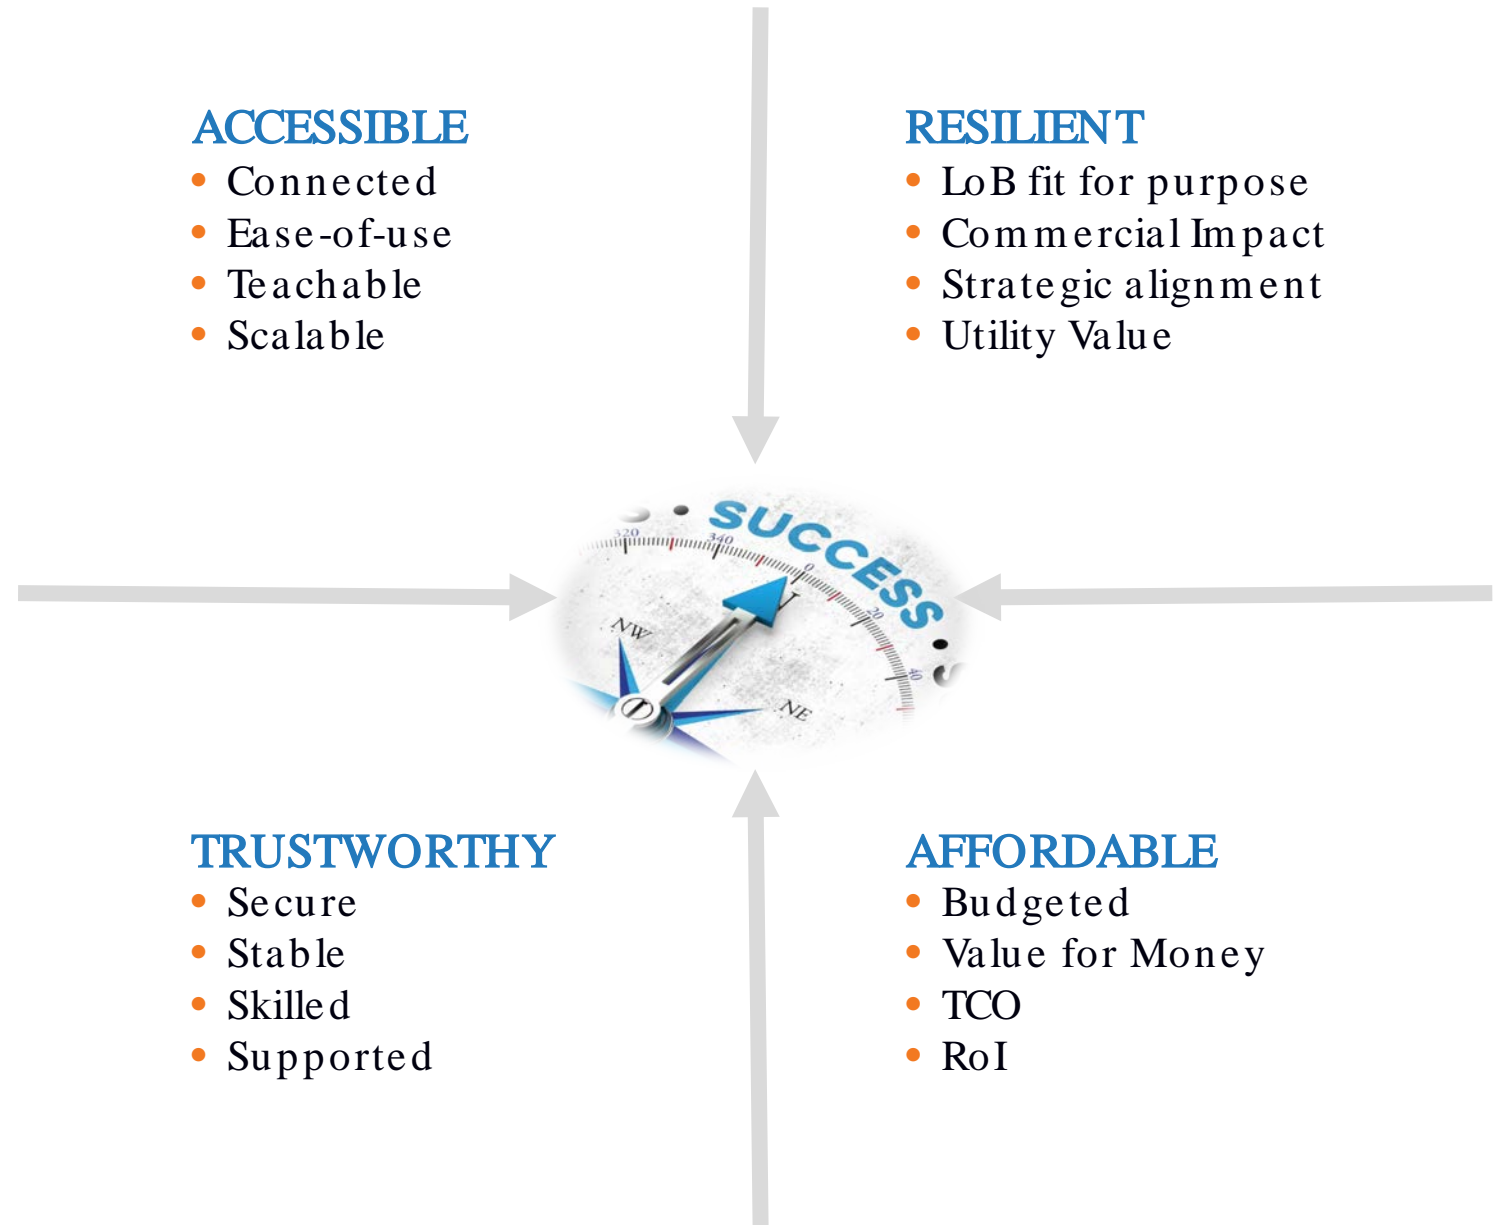 ACCESSIBLE
• Connected
• Ease-of-use
• Teachable
• Scalable
RESILIENT
• LoB fit for purpose
• Commercial Impact
• Strategic alignment
• Utility Value
SUCCESS
320
340
0
20
40
NW
NE
TRUSTWORTHY
• Secure
• Stable
• Skilled
• Supported
AFFORDABLE
• Budgeted
• Value for Money
• TCO
• RoI